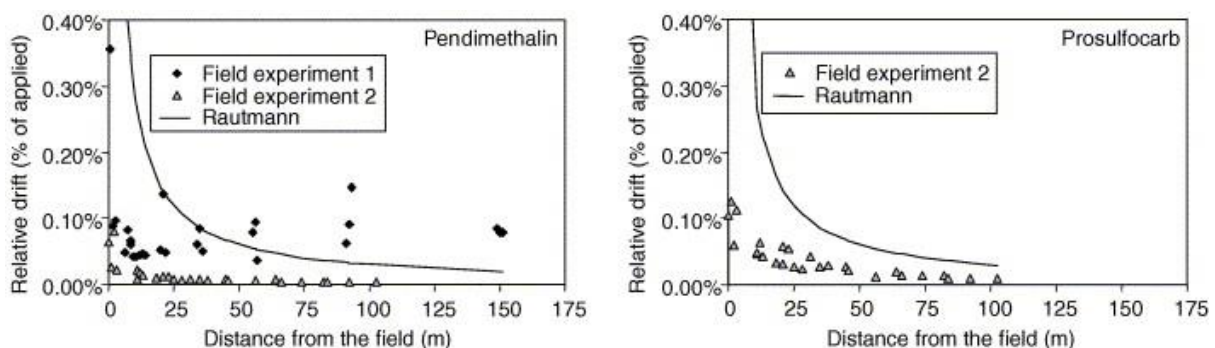 Relative drift (% of applied)
0.40%
0.30%
0.20%
0.10%
0.00%
Pendimethalin
Field experiment 1
Field experiment 2
Rautmann
0 25 50 75 100 125 150 175
Distance from the field (m)
Relative drift (% of applied)
0.40%
0.30%
0.20%
0.10%
0.00%
Prosulfocarb
Field experiment 2
Rautmann
0 25 50 75 100 125 150 175
Distance from the field (m)